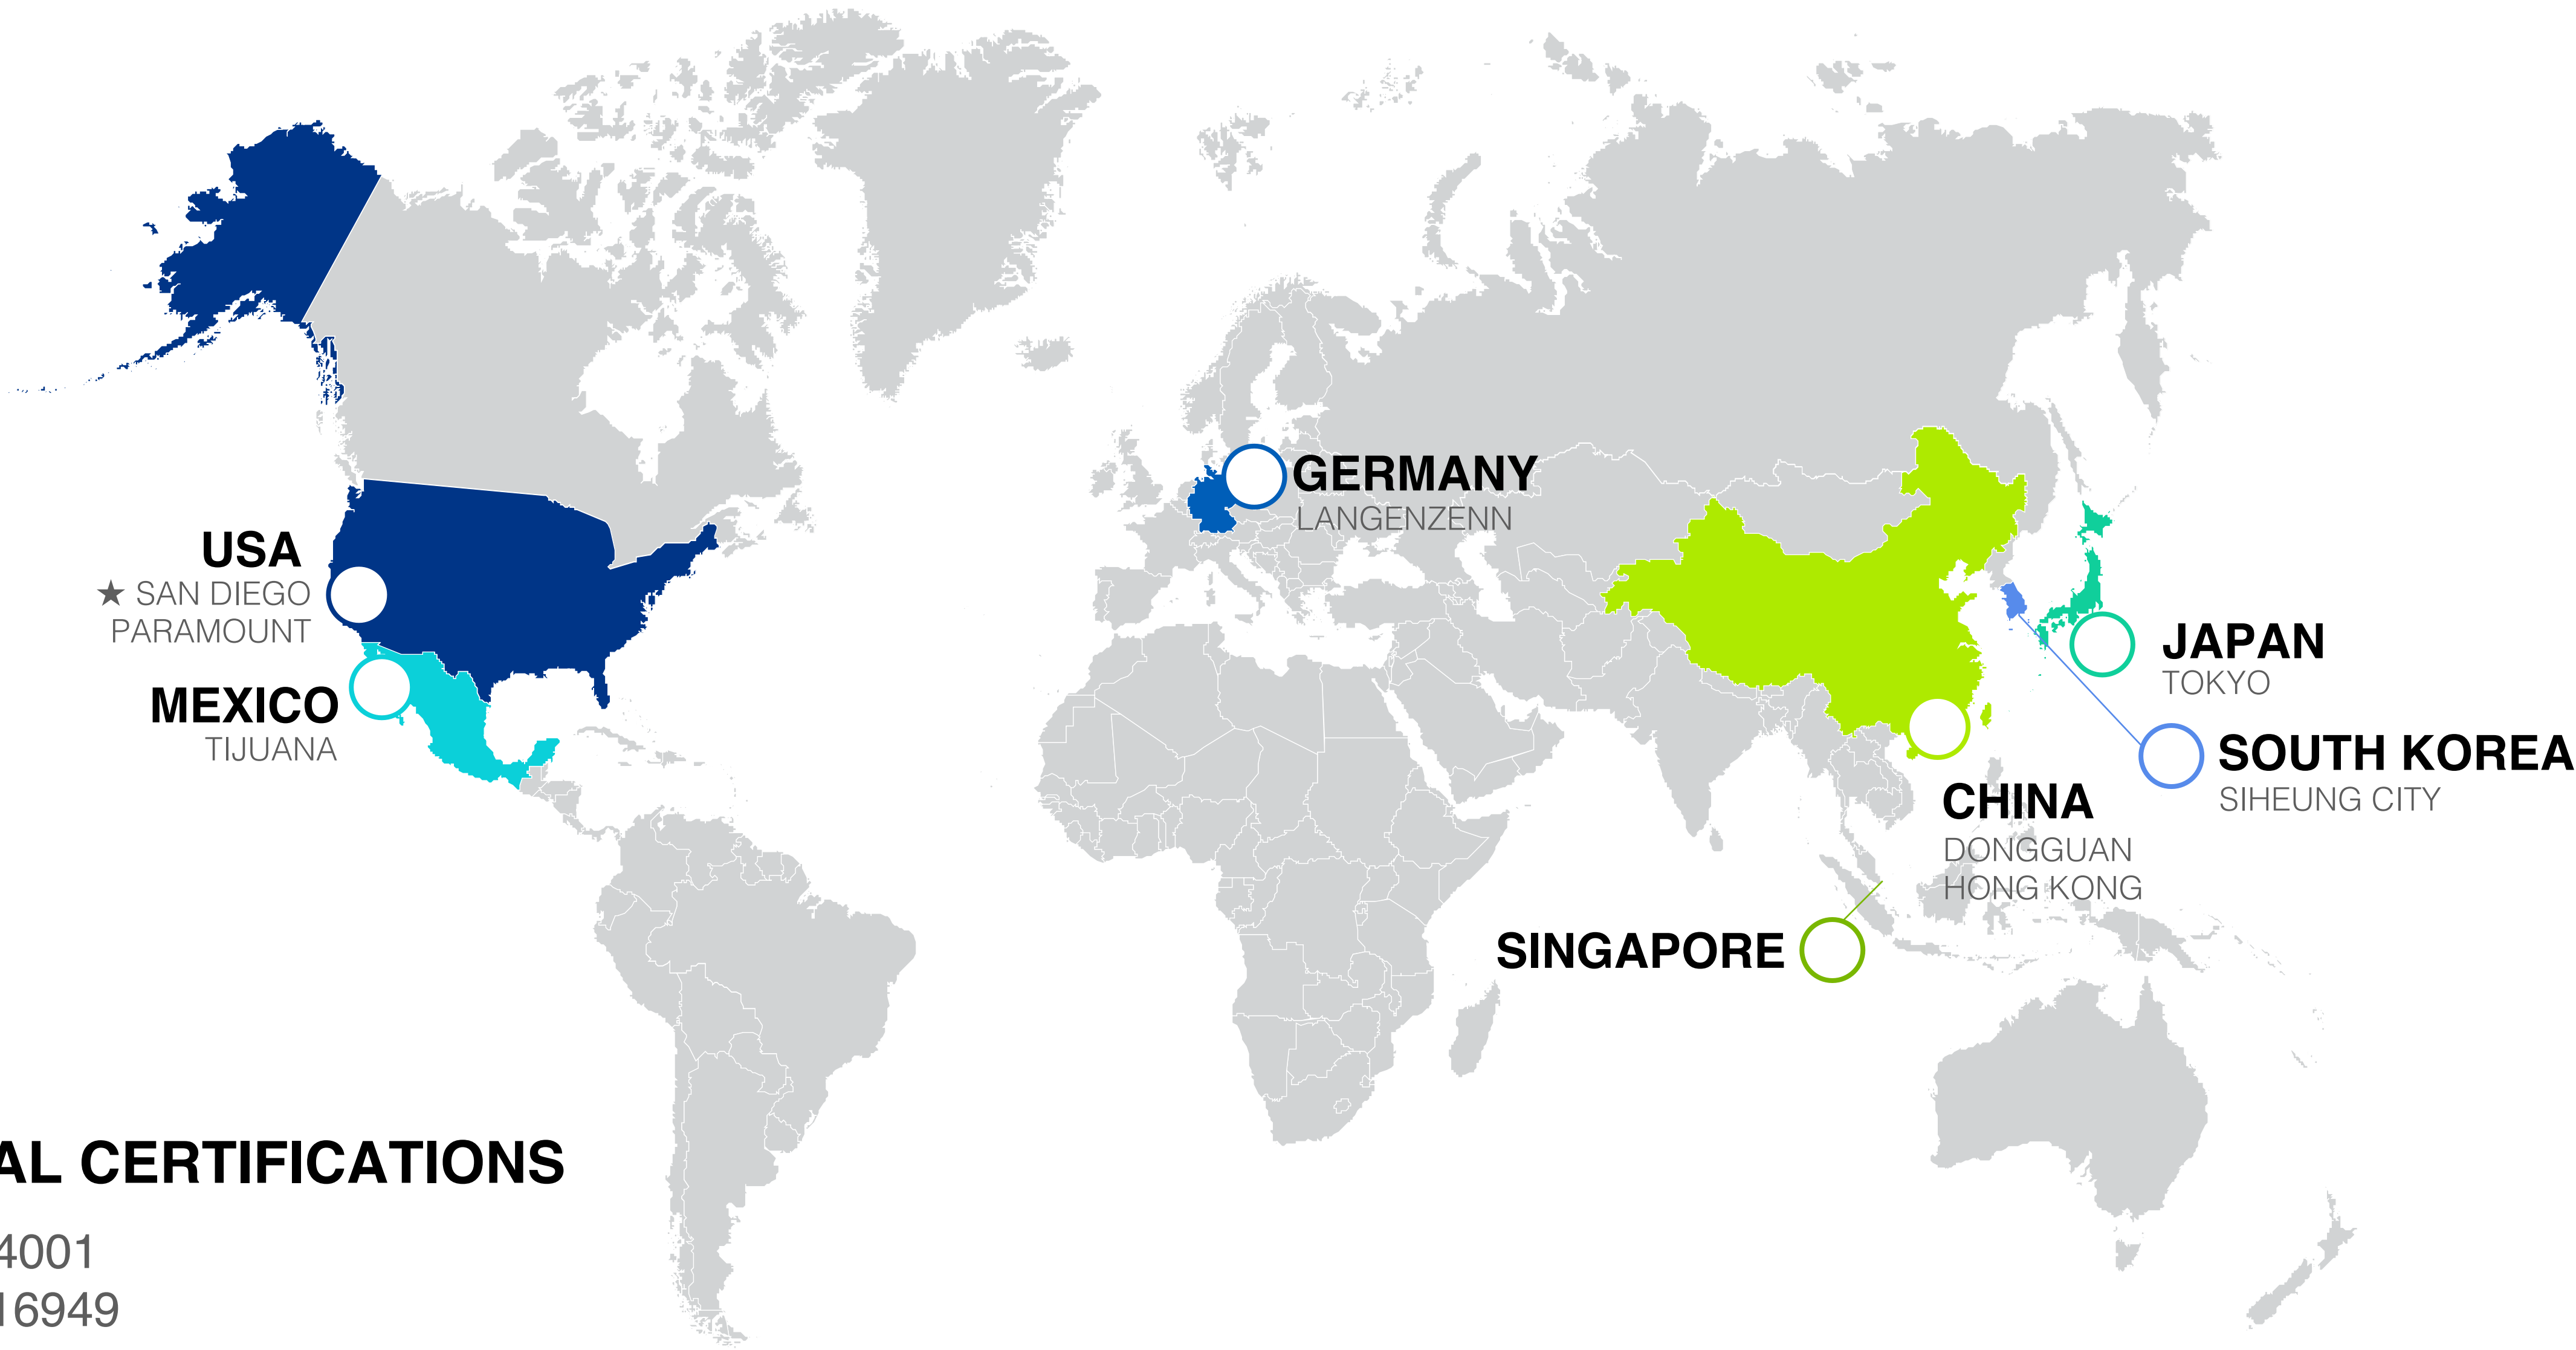 GERMANY
LANGENZENN
USA
★ SAN DIEGO
PARAMOUNT
MEXICO
TIJUANA
JAPAN
TOKYO
SOUTH KOREA
SIHEUNG CITY
CHINA
DONGGUAN
HONG KONG
SINGAPORE
AL CERTIFICATIONS
4001
16949